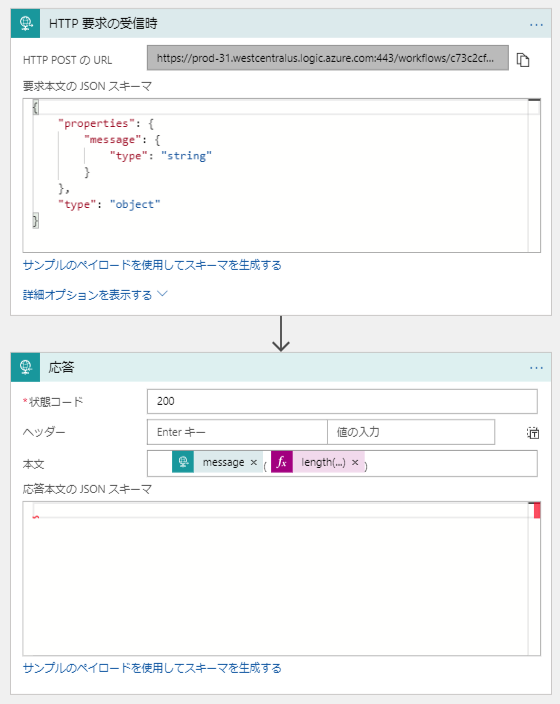 HTTP 要求の受信時
HTTP POST の URL https://prod-31.westcentralus.logic.azure.com:443/workflows/c73c2cf...
要求本文の JSON スキーマ
{
"properties": {
"message": {
"type": "string"
}
},
"type": "object"
}
サンプルのペイロードを使用してスキーマを生成する
詳細オプションを表示する
応答
*状態コード 200
ヘッダー Enter キー 値の入力
本文 message × ( fx length(...) × )
応答本文の JSON スキーマ
サンプルのペイロードを使用してスキーマを生成する